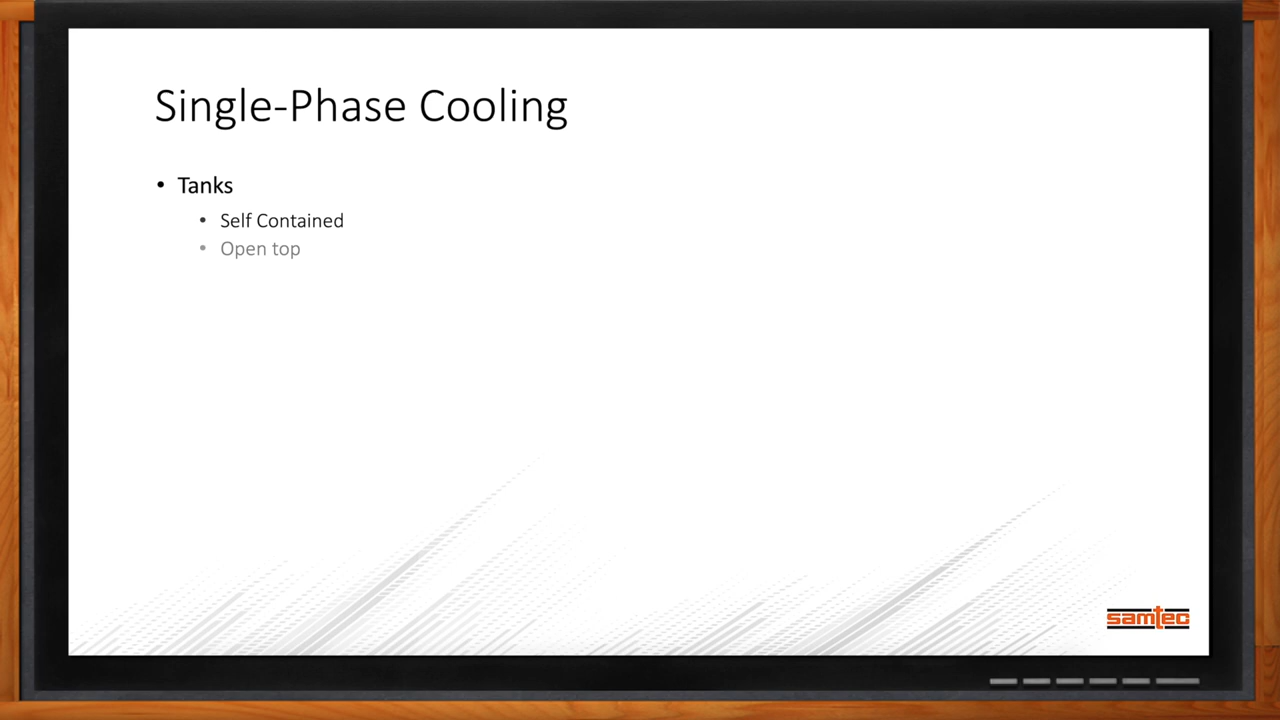 Single-Phase Cooling
• Tanks
• Self Contained
• Open top
samtec